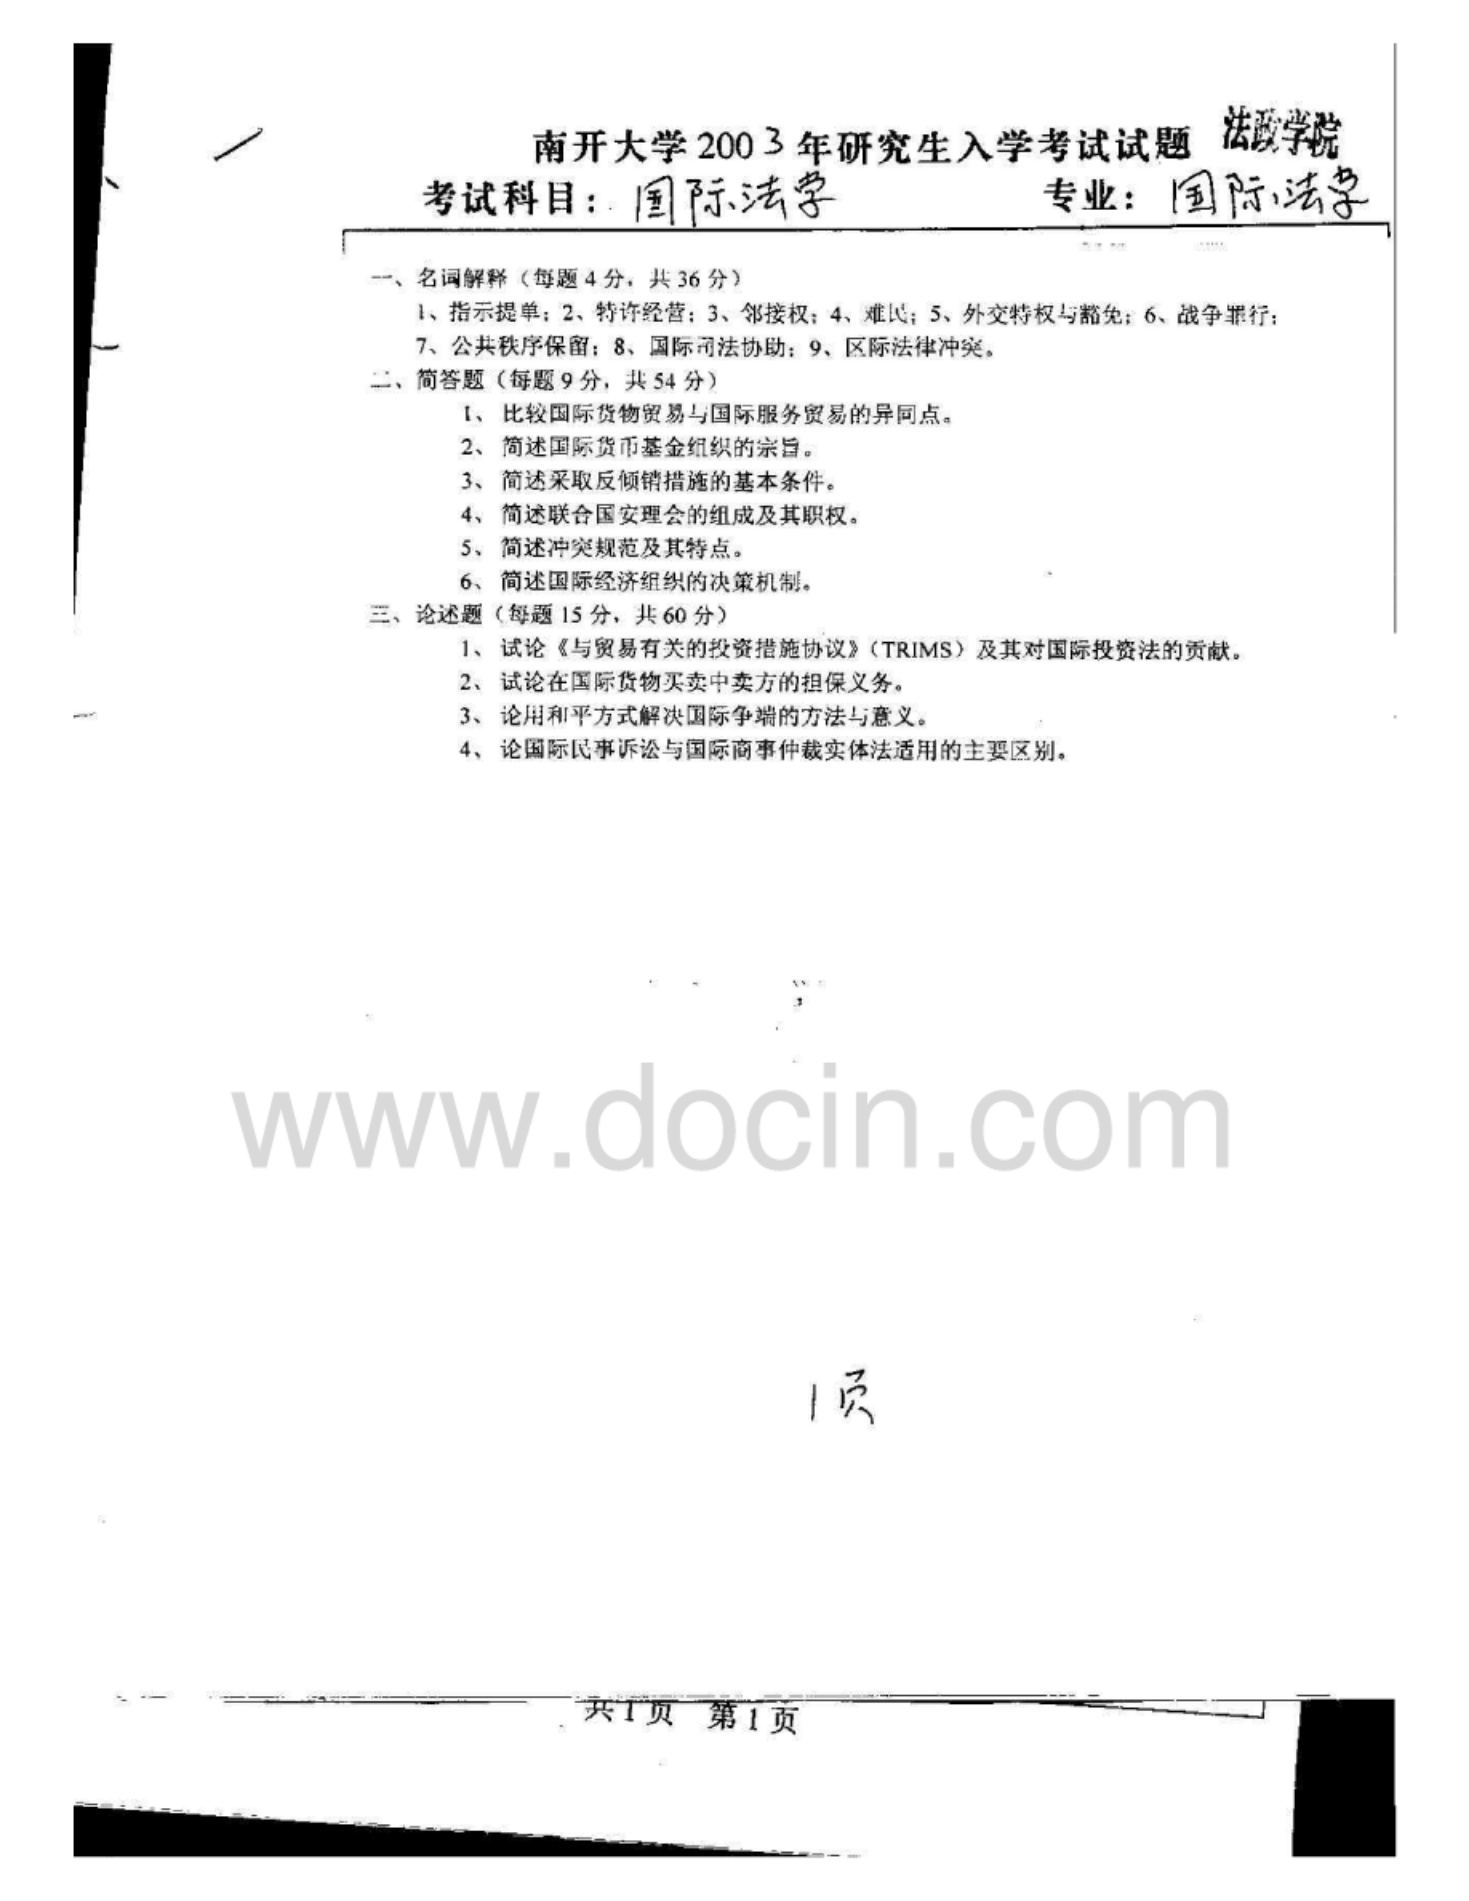 南开大学2003年研究生入学考试试题 法政学院
考试科目：国际法学 专业：国际法学
一、名词解释（每题4分，共36分）
1、指示提单；2、特许经营；3、邻接权；4、难民；5、外交特权与豁免；6、战争罪行；
7、公共秩序保留；8、国际司法协助；9、区际法律冲突。
二、简答题（每题9分，共54分）
1、 比较国际货物贸易与国际服务贸易的异同点。
2、 简述国际货币基金组织的宗旨。
3、 简述采取反倾销措施的基本条件。
4、 简述联合国安理会的组成及其职权。
5、 简述冲突规范及其特点。
6、 简述国际经济组织的决策机制。
三、论述题（每题15分，共60分）
1、 试论《与贸易有关的投资措施协议》（TRIMS）及其对国际投资法的贡献。
2、 试论在国际货物买卖中卖方的担保义务。
3、 论用和平方式解决国际争端的方法与意义。
4、 论国际民事诉讼与国际商事仲裁实体法适用的主要区别。
www.docin.com
1页
共1页 第1页